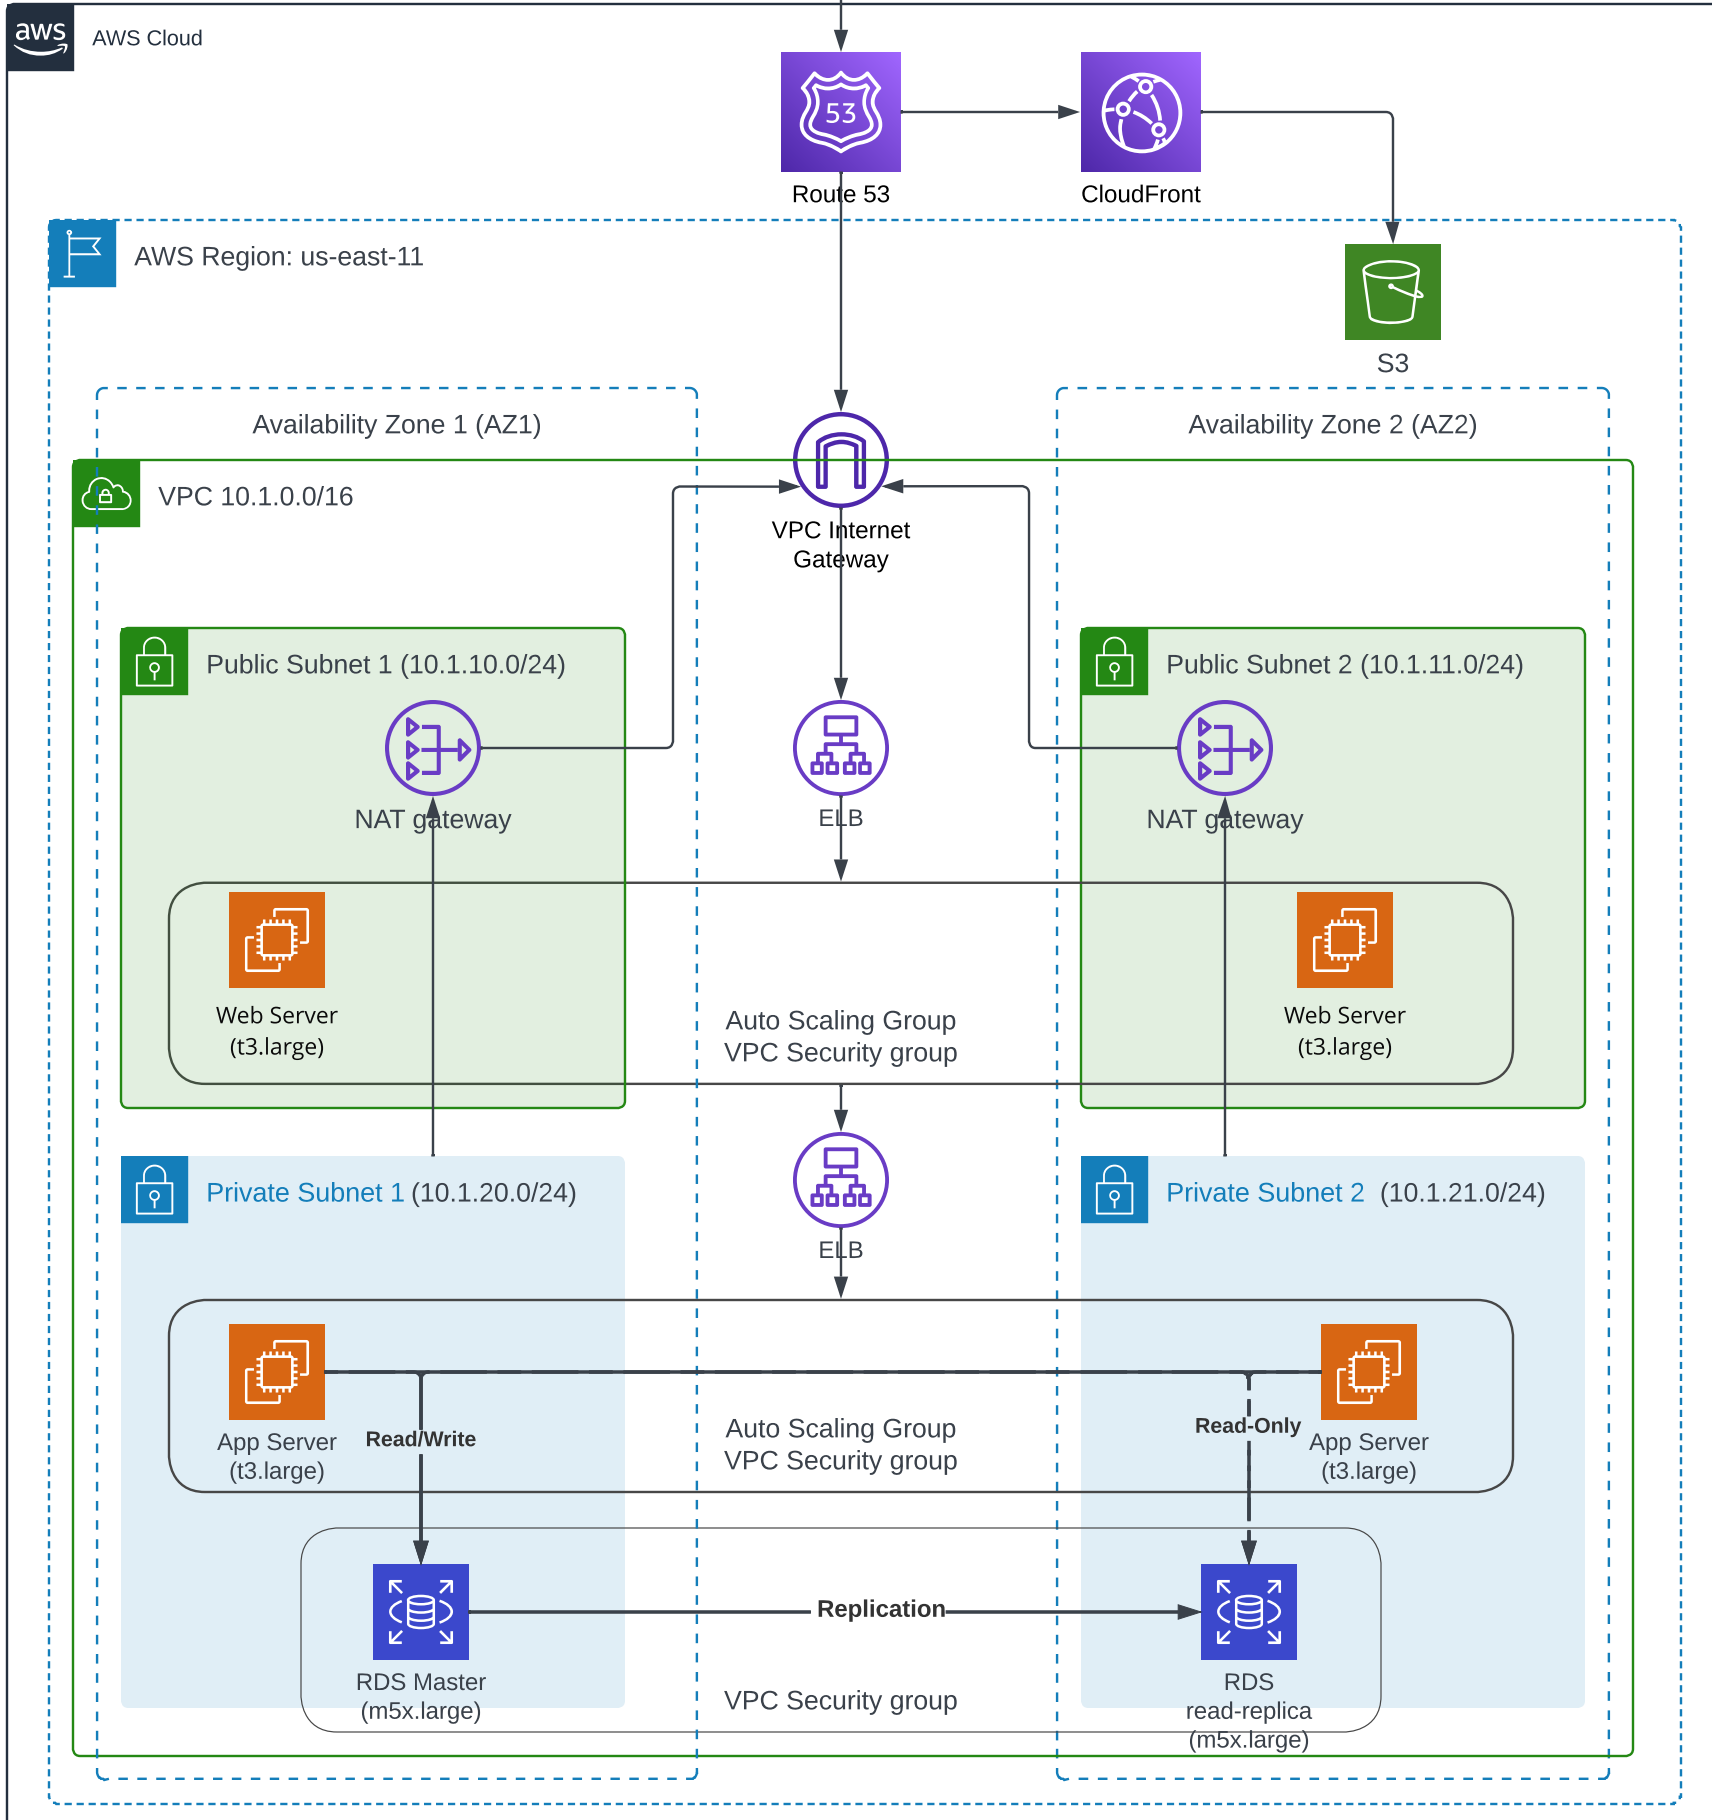 aws
AWS Cloud
53
Route 53
CloudFront
AWS Region: us-east-11
S3
Availability Zone 1 (AZ1)
Availability Zone 2 (AZ2)
VPC 10.1.0.0/16
VPC Internet
Gateway
Public Subnet 1 (10.1.10.0/24)
Public Subnet 2 (10.1.11.0/24)
NAT gateway
ELB
NAT gateway
Web Server
(t3.large)
Auto Scaling Group
VPC Security group
Web Server
(t3.large)
Private Subnet 1 (10.1.20.0/24)
Private Subnet 2 (10.1.21.0/24)
ELB
App Server
(t3.large)
Read/Write
Auto Scaling Group
VPC Security group
Read-Only
App Server
(t3.large)
Replication
RDS Master
(m5x.large)
VPC Security group
RDS
read-replica
(m5x.large)